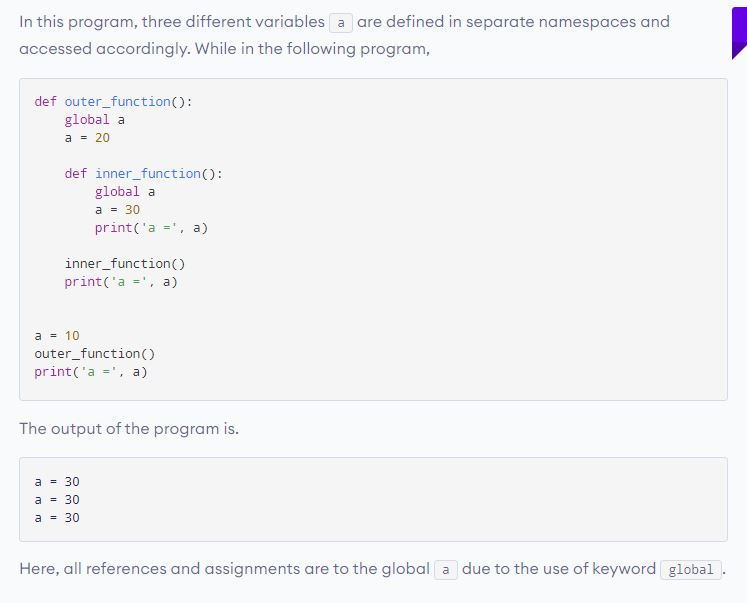 In this program, three different variables a are defined in separate namespaces and
accessed accordingly. While in the following program,
def outer_function():
    global a
    a = 20

    def inner_function():
        global a
        a = 30
        print('a =', a)

    inner_function()
    print('a =', a)


a = 10
outer_function()
print('a =', a)
The output of the program is.
a = 30
a = 30
a = 30
Here, all references and assignments are to the global a due to the use of keyword global.